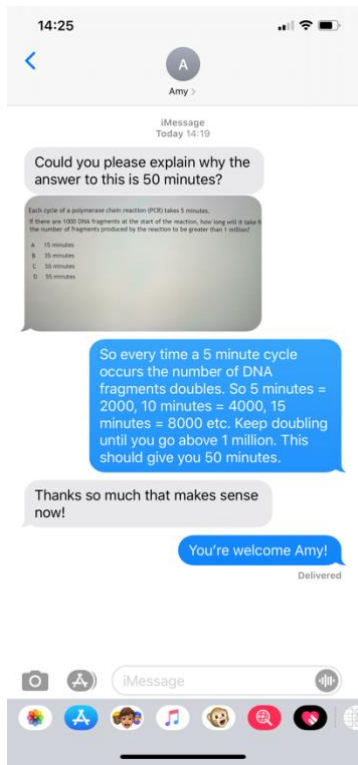 14:25
A
Amy >
iMessage
Today 14:19
Could you please explain why the
answer to this is 50 minutes?
Each cycle of a polymerase chain reaction (PCR) takes 5 minutes.
If there are 1000 DNA fragments at the start of the reaction, how long will it take
the number of fragments produced by the reaction to be greater than 1 million?
A 15 minutes
B 35 minutes
C 50 minutes
D 55 minutes
So every time a 5 minute cycle
occurs the number of DNA
fragments doubles. So 5 minutes =
2000, 10 minutes = 4000, 15
minutes = 8000 etc. Keep doubling
until you go above 1 million. This
should give you 50 minutes.
Thanks so much that makes sense
now!
You're welcome Amy!
Delivered
iMessage